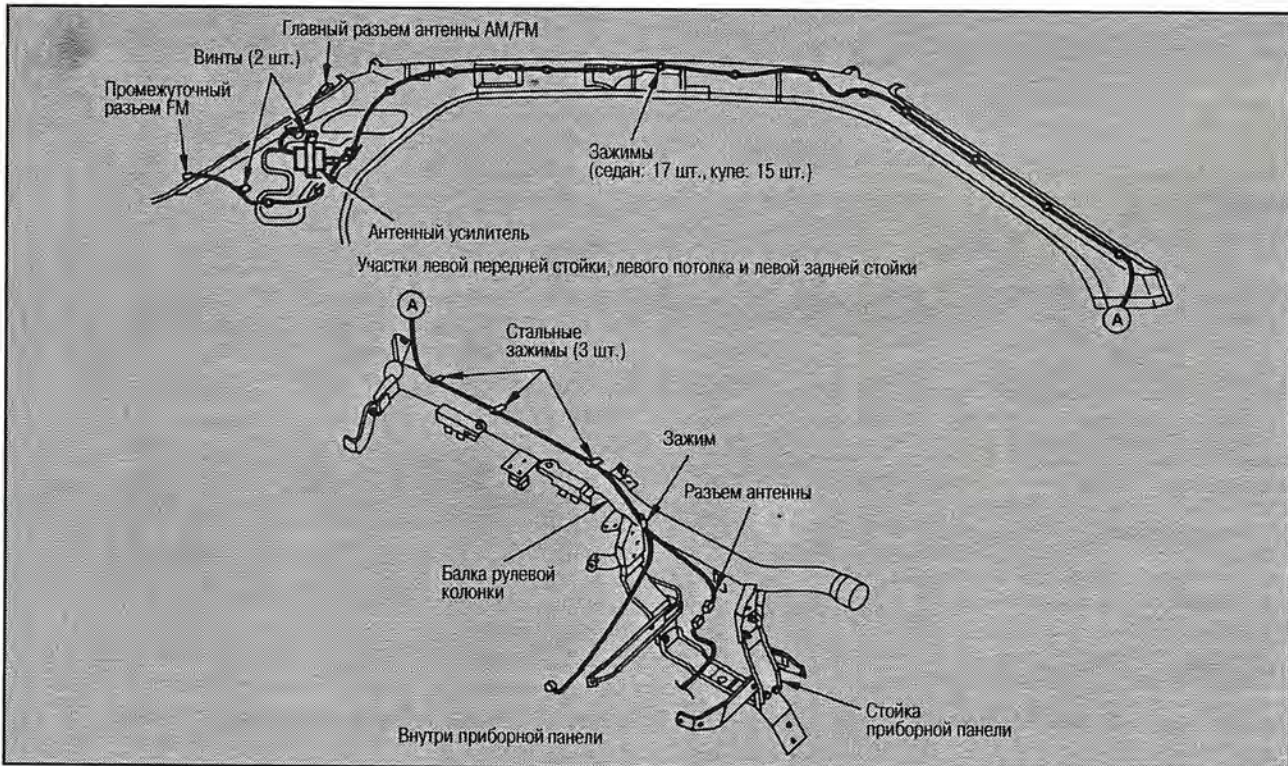 Главный разъем антенны AM/FM
Винты (2 шт.)
Промежуточный
разъем FM
Зажимы
(седан: 17 шт., купе: 15 шт.)
Антенный усилитель
Участки левой передней стойки, левого потолка и левой задней стойки
A
A
Стальные
зажимы (3 шт.)
Зажим
Разъем антенны
Балка рулевой
колонки
Стойка
приборной панели
Внутри приборной панели